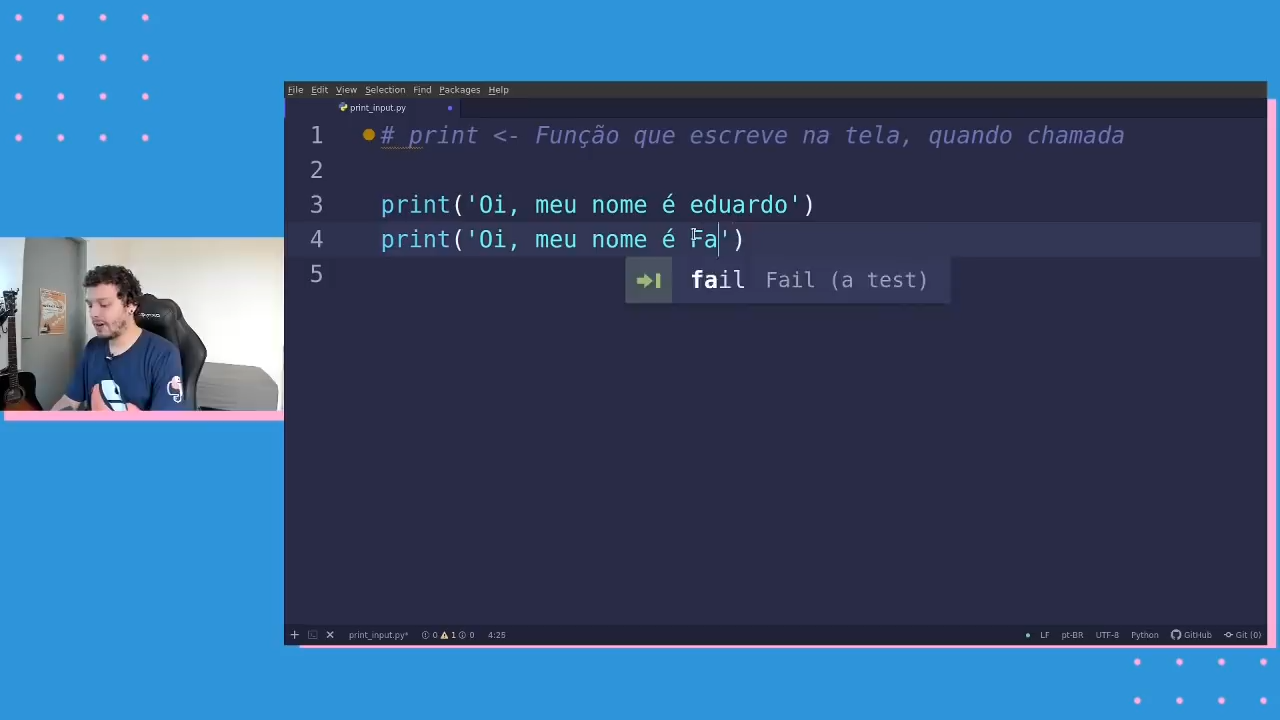 File Edit View Selection Find Packages Help
print_input.py
1 # print <- Função que escreve na tela, quando chamada
2
3 print('Oi, meu nome é eduardo')
4 print('Oi, meu nome é Fa')
fail Fail (a test)
5
print_input.py* 0 1 0 4:25 LF pt-BR UTF-8 Python GitHub Git (0)